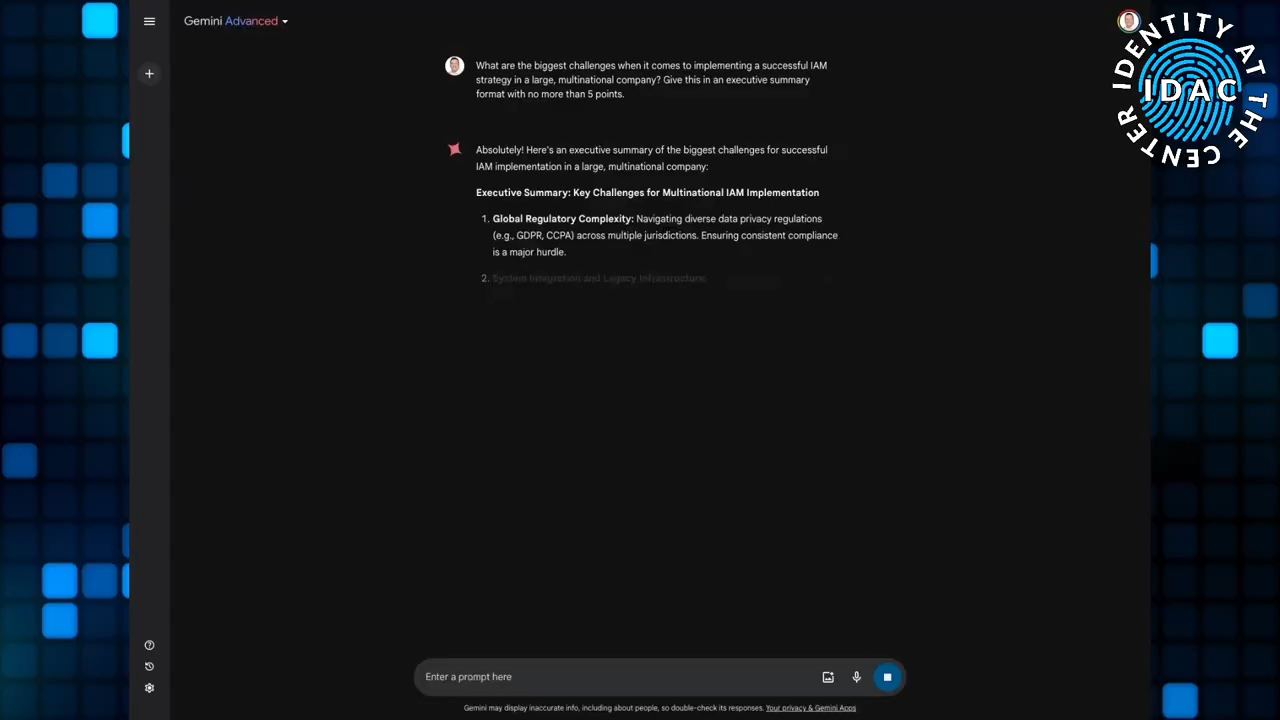 Gemini Advanced
IDENTITY AT THE CENTER
IDAC
What are the biggest challenges when it comes to implementing a successful IAM
strategy in a large, multinational company? Give this in an executive summary
format with no more than 5 points.
Absolutely! Here's an executive summary of the biggest challenges for successful
IAM implementation in a large, multinational company:
Executive Summary: Key Challenges for Multinational IAM Implementation
1. Global Regulatory Complexity: Navigating diverse data privacy regulations
(e.g., GDPR, CCPA) across multiple jurisdictions. Ensuring consistent compliance
is a major hurdle.
2. System Integration and Legacy Infrastructure:
Enter a prompt here
Gemini may display inaccurate info, including about people, so double-check its responses. Your privacy & Gemini Apps